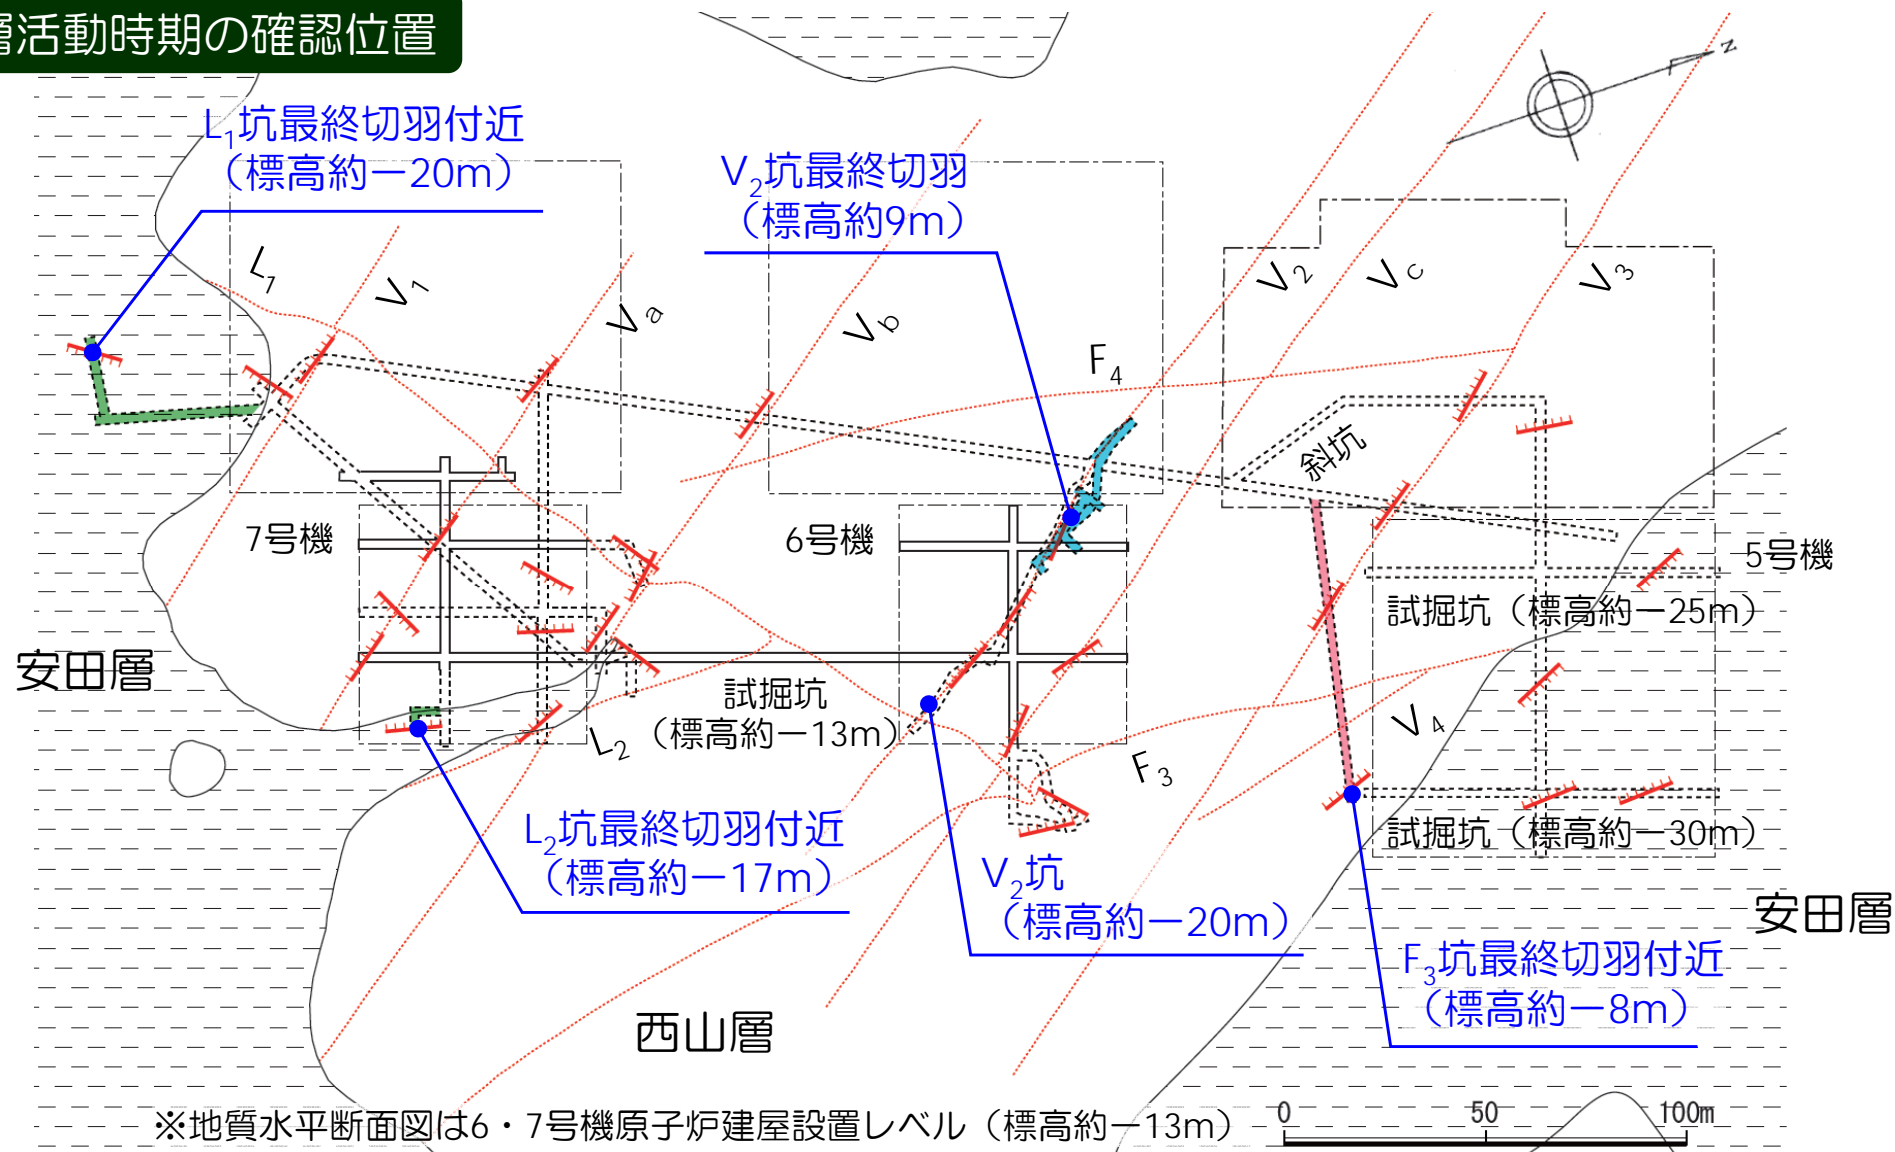 層活動時期の確認位置
N
L₁坑最終切羽付近
（標高約－20m）
V₂坑最終切羽
（標高約9m）
L₁
V₁
Va
Vb
V₂
Vc
V₃
F₄
斜坑
7号機
6号機
5号機
試掘坑（標高約－25m）
安田層
試掘坑
（標高約－13m）
L₂
F₃
V₄
L₂坑最終切羽付近
（標高約－17m）
V₂坑
（標高約－20m）
試掘坑（標高約－30m）
安田層
F₃坑最終切羽付近
（標高約－8m）
西山層
※地質水平断面図は6・7号機原子炉建屋設置レベル（標高約－13m）
0 50 100m